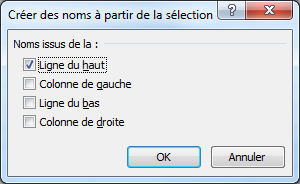 Créer des noms à partir de la sélection
Noms issus de la :
Ligne du haut
Colonne de gauche
Ligne du bas
Colonne de droite
OK
Annuler